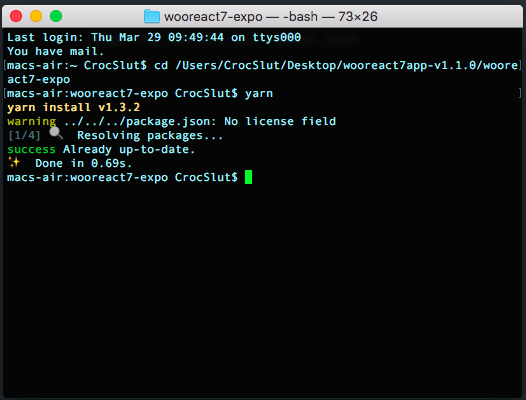 wooreact7-expo — -bash — 73×26
Last login: Thu Mar 29 09:49:44 on ttys000
You have mail.
[macs-air:~ CrocSlut$ cd /Users/CrocSlut/Desktop/wooreact7app-v1.1.0/woore]
act7-expo
[macs-air:wooreact7-expo CrocSlut$ yarn ]
yarn install v1.3.2
warning ../../../package.json: No license field
[1/4] 🔍 Resolving packages...
success Already up-to-date.
✨ Done in 0.69s.
macs-air:wooreact7-expo CrocSlut$